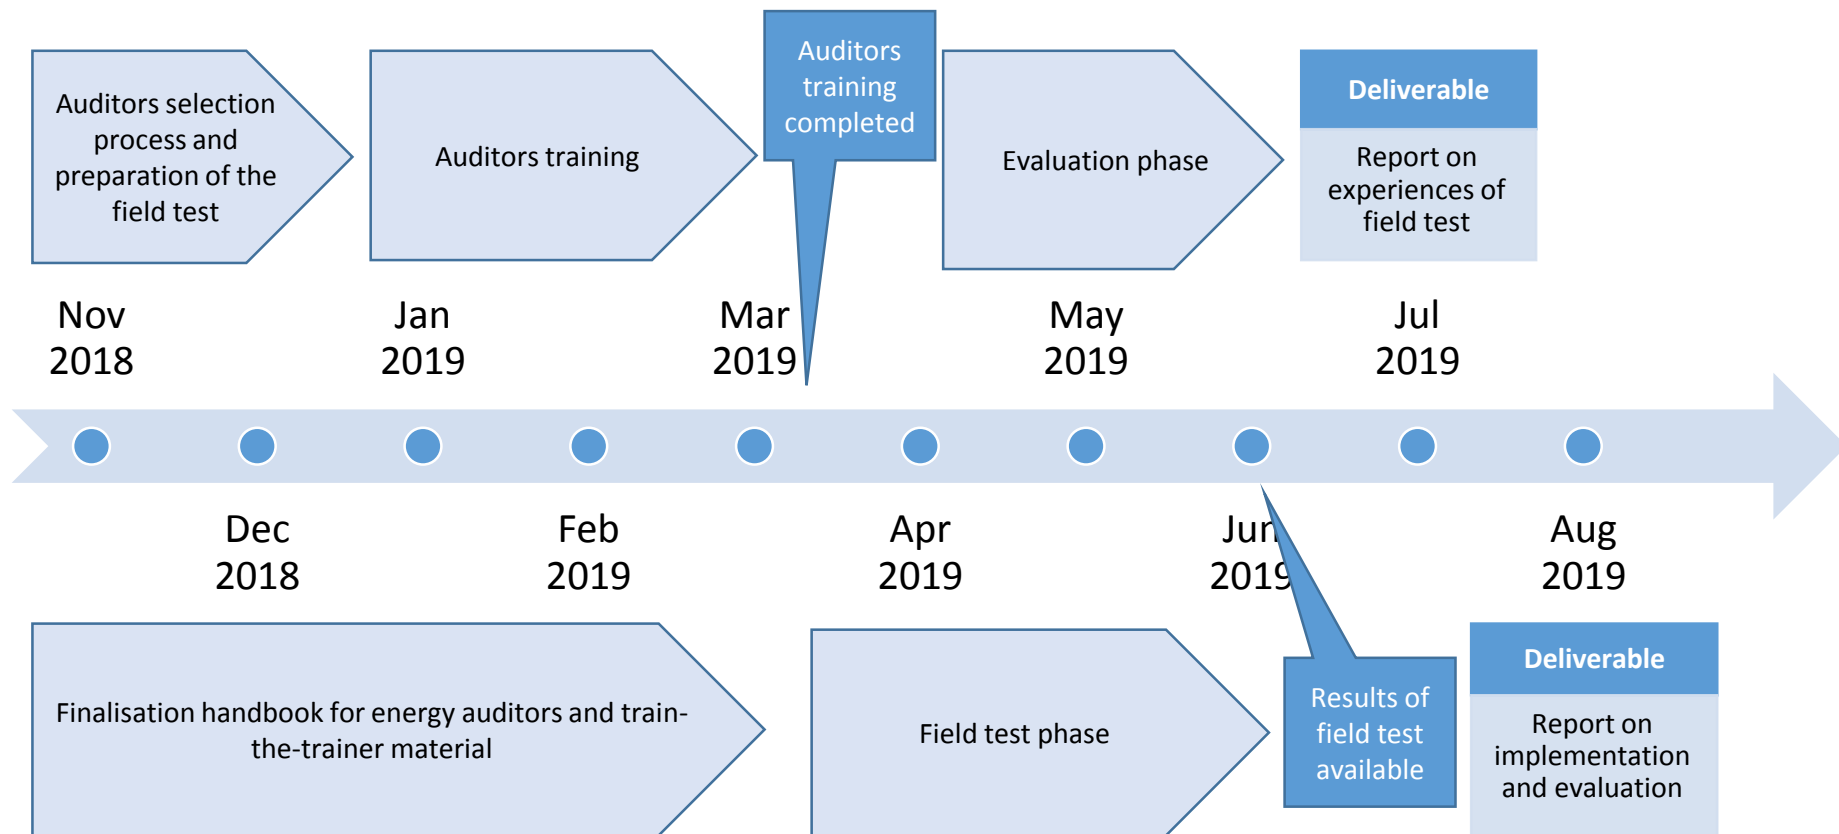 Auditors selection
process and
preparation of the
field test
Auditors training
Auditors
training
completed
Evaluation phase
Deliverable
Report on
experiences of
field test
Nov
2018
Jan
2019
Mar
2019
May
2019
Jul
2019
Dec
2018
Feb
2019
Apr
2019
Jun
2019
Aug
2019
Finalisation handbook for energy auditors and train-
the-trainer material
Field test phase
Results of
field test
available
Deliverable
Report on
implementation
and evaluation